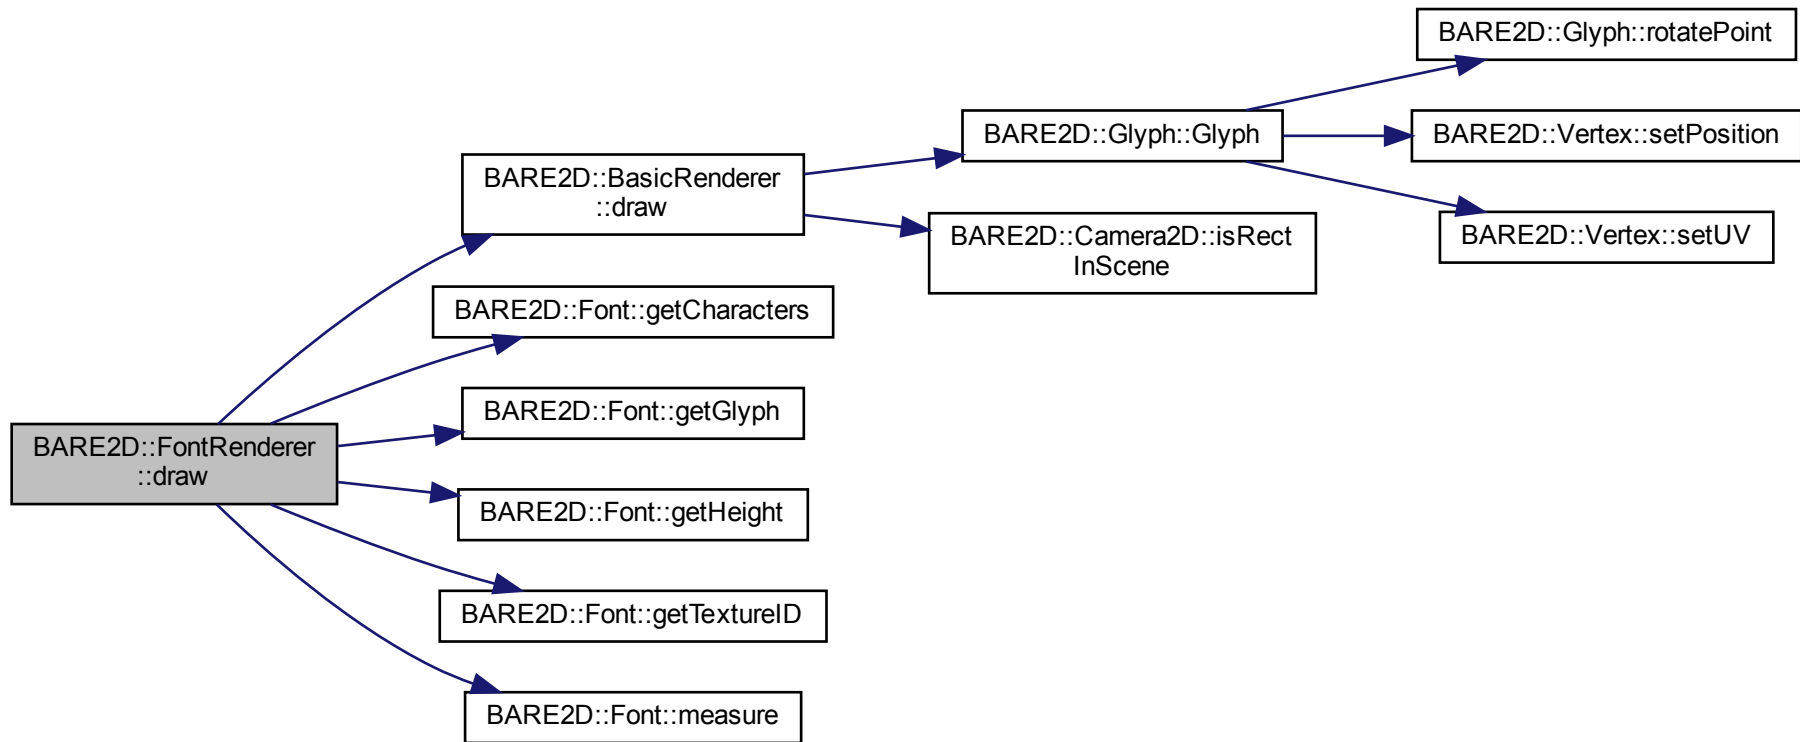 BARE2D::FontRenderer
::draw
BARE2D::BasicRenderer
::draw
BARE2D::Font::getCharacters
BARE2D::Font::getGlyph
BARE2D::Font::getHeight
BARE2D::Font::getTextureID
BARE2D::Font::measure
BARE2D::Glyph::Glyph
BARE2D::Camera2D::isRect
InScene
BARE2D::Glyph::rotatePoint
BARE2D::Vertex::setPosition
BARE2D::Vertex::setUV